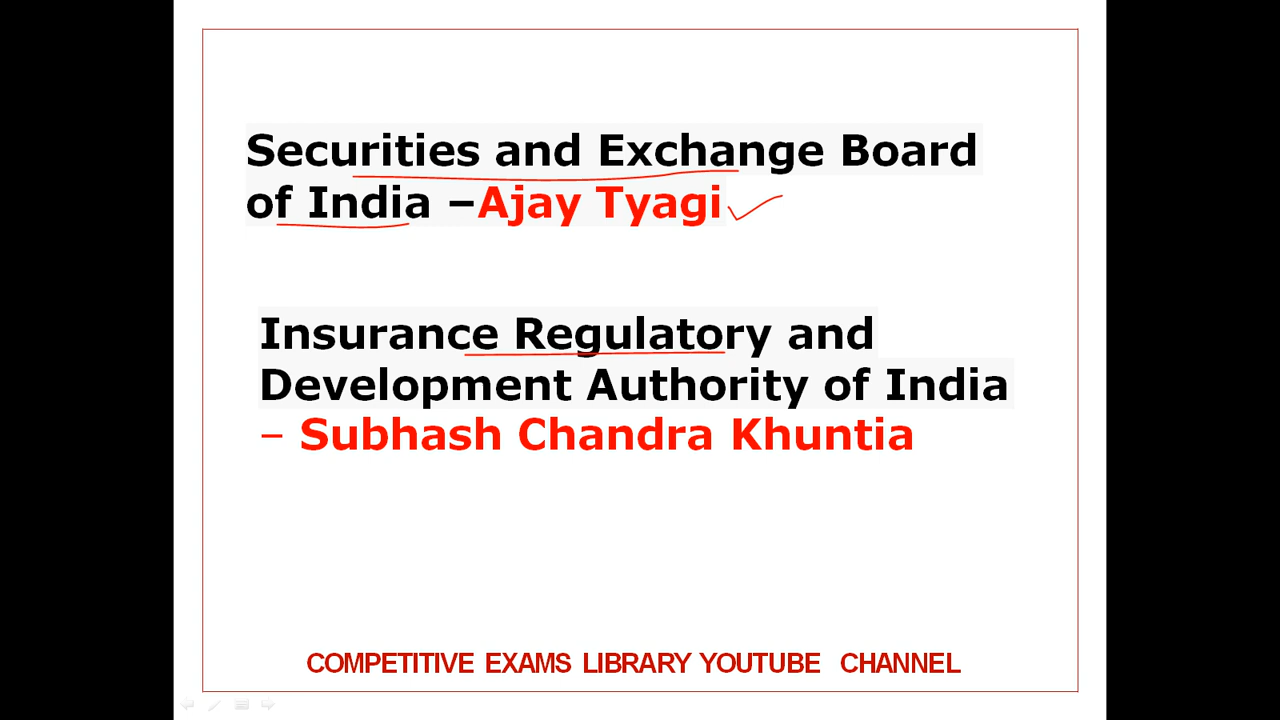 Securities and Exchange Board
of India –Ajay Tyagi
Insurance Regulatory and
Development Authority of India
– Subhash Chandra Khuntia
COMPETITIVE EXAMS LIBRARY YOUTUBE CHANNEL